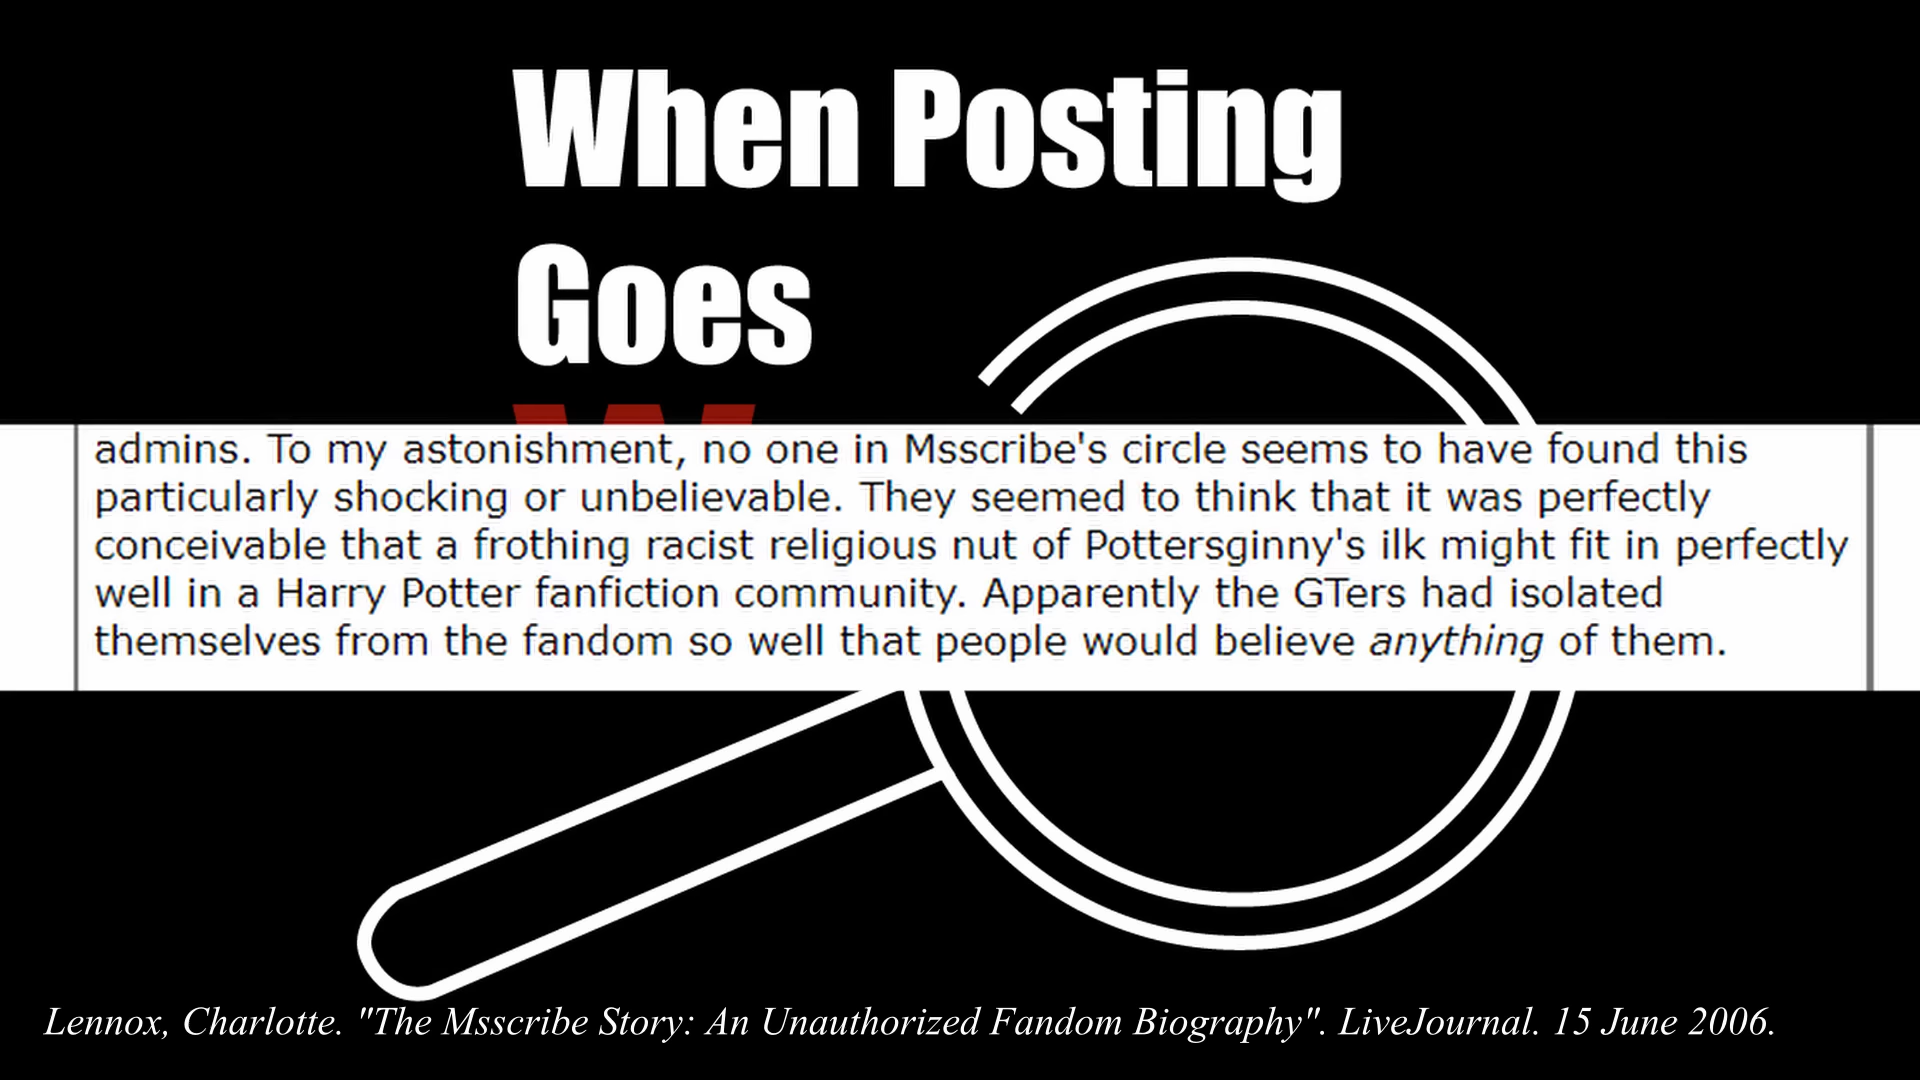 When Posting
Goes
admins. To my astonishment, no one in Msscribe's circle seems to have found this
particularly shocking or unbelievable. They seemed to think that it was perfectly
conceivable that a frothing racist religious nut of Pottersginny's ilk might fit in perfectly
well in a Harry Potter fanfiction community. Apparently the GTers had isolated
themselves from the fandom so well that people would believe anything of them.
Lennox, Charlotte. "The Msscribe Story: An Unauthorized Fandom Biography". LiveJournal. 15 June 2006.